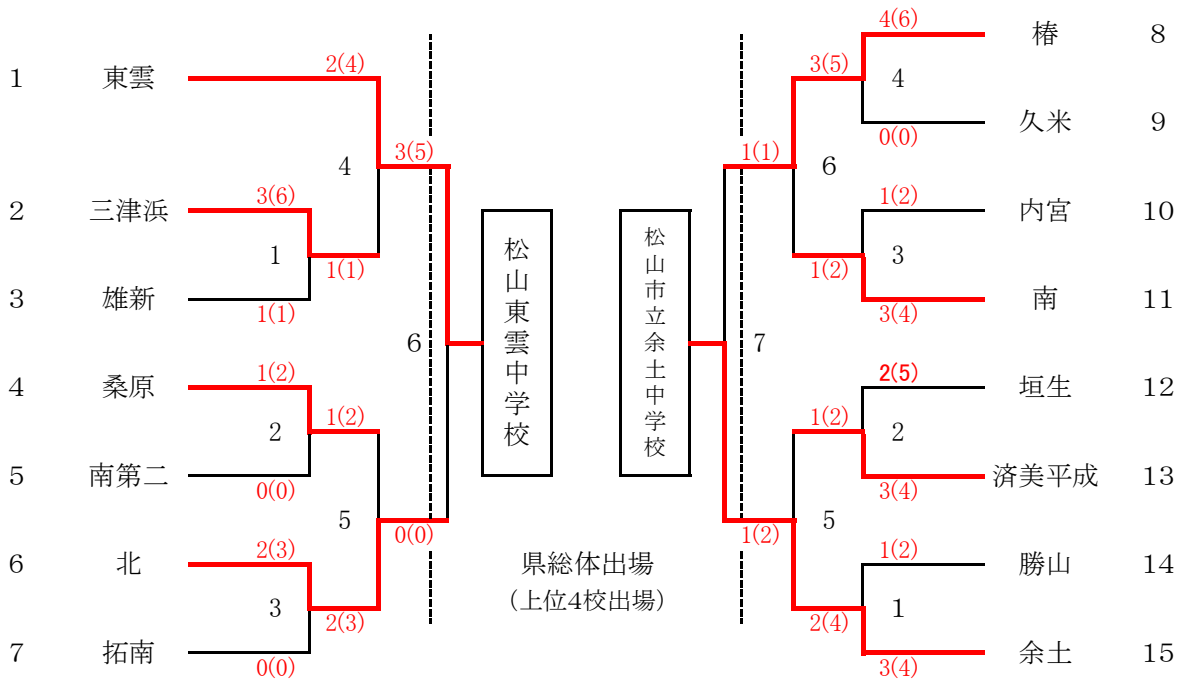 1 東雲 2(4)
4 3(5)
2 三津浜 3(6)
1 1(1)
3 雄新 1(1)
6
4 桑原 1(2)
2 1(2)
5 南第二 0(0)
5 0(0)
6 北 2(3)
3 2(3)
7 拓南 0(0)
松山東雲中学校
松山市立余土中学校
県総体出場
(上位4校出場)
4(6) 椿 8
3(5) 4
0(0) 久米 9
1(1) 6
1(2) 内宮 10
1(2) 3
3(4) 南 11
7
2(5) 垣生 12
1(2) 2
3(4) 済美平成 13
1(2) 5
1(2) 勝山 14
2(4) 1
3(4) 余土 15